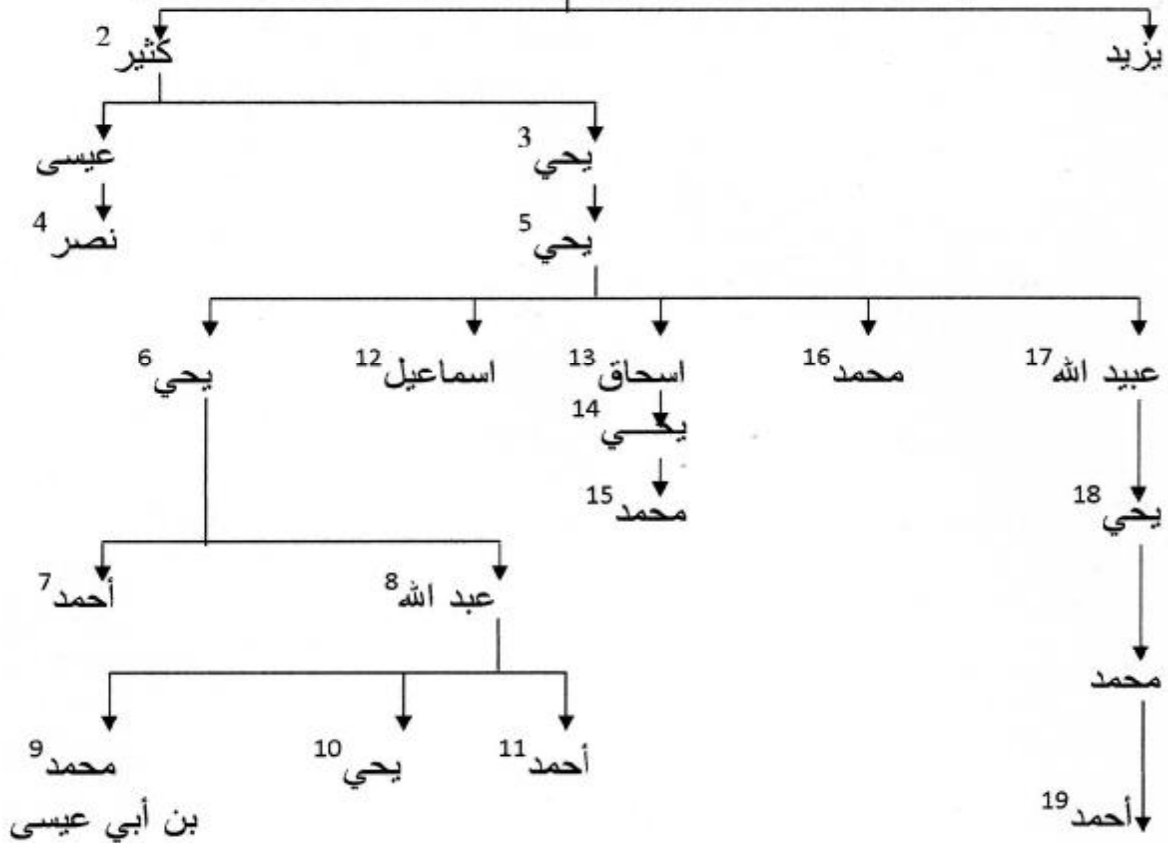 يزيد كثير 2
عيسى يحي 3
نصر 4 يحي 5
عبيد الله 17 محمد 16 اسحاق 13 اسماعيل 12 يحي 6
يحي 14
يحي 18 محمد 15
عبد الله 8 أحمد 7
محمد
أحمد 11 يحي 10 محمد 9
أحمد 19 بن أبي عيسى